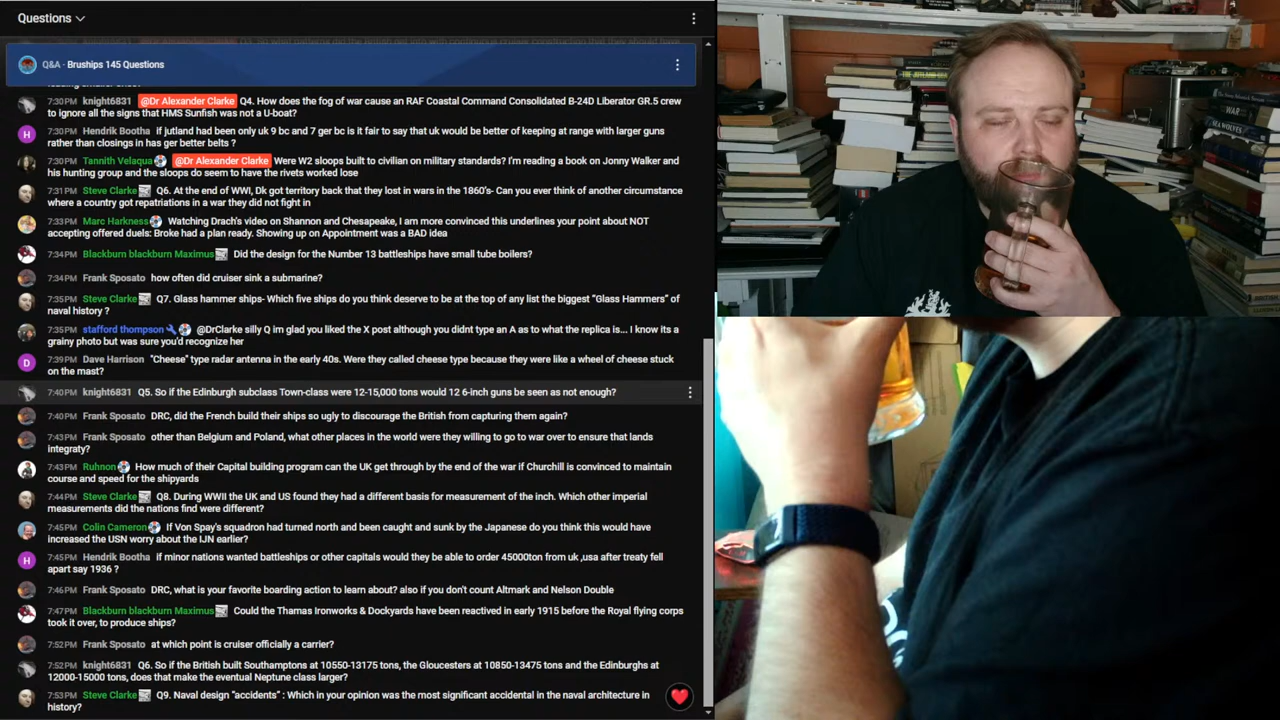 Questions
Q&A · Bruships 145 Questions
7:30PM knight6831 @Dr Alexander Clarke Q4. How does the fog of war cause an RAF Coastal Command Consolidated B-24D Liberator GR.5 crew
to ignore all the signs that HMS Sunfish was not a U-boat?
H 7:30PM Hendrik Bootha if jutland had been only uk 9 bc and 7 ger bc is it fair to say that uk would be better of keeping at range with larger guns
rather than closings in has ger better belts ?
7:30PM Tannith Velaqua @Dr Alexander Clarke Were W2 sloops built to civilian on military standards? I'm reading a book on Jonny Walker and
his hunting group and the sloops do seem to have the rivets worked lose
7:31PM Steve Clarke Q6. At the end of WWI, Dk got territory back that they lost in wars in the 1860's- Can you ever think of another circumstance
where a country got repatriations in a war they did not fight in
7:33PM Marc Harkness Watching Drach's video on Shannon and Chesapeake, I am more convinced this underlines your point about NOT
accepting offered duels: Broke had a plan ready. Showing up on Appointment was a BAD idea
7:34PM Blackburn blackburn Maximus Did the design for the Number 13 battleships have small tube boilers?
7:34PM Frank Sposato how often did cruiser sink a submarine?
7:35PM Steve Clarke Q7. Glass hammer ships- Which five ships do you think deserve to be at the top of any list the biggest “Glass Hammers” of
naval history ?
7:35PM stafford thompson @DrClarke silly Q im glad you liked the X post although you didnt type an A as to what the replica is... I know its a
grainy photo but was sure you'd recognize her
D 7:39PM Dave Harrison "Cheese" type radar antenna in the early 40s. Were they called cheese type because they were like a wheel of cheese stuck
on the mast?
7:40PM knight6831 Q5. So if the Edinburgh subclass Town-class were 12-15,000 tons would 12 6-inch guns be seen as not enough?
7:40PM Frank Sposato DRC, did the French build their ships so ugly to discourage the British from capturing them again?
7:43PM Frank Sposato other than Belgium and Poland, what other places in the world were they willing to go to war over to ensure that lands
integraty?
7:43PM Ruhnon How much of their Capital building program can the UK get through by the end of the war if Churchill is convinced to maintain
course and speed for the shipyards
7:44PM Steve Clarke Q8. During WWII the UK and US found they had a different basis for measurement of the inch. Which other imperial
measurements did the nations find were different?
7:45PM Colin Cameron If Von Spay's squadron had turned north and been caught and sunk by the Japanese do you think this would have
increased the USN worry about the IJN earlier?
H 7:45PM Hendrik Bootha if minor nations wanted battleships or other capitals would they be able to order 45000ton from uk ,usa after treaty fell
apart say 1936 ?
7:46PM Frank Sposato DRC, what is your favorite boarding action to learn about? also if you don't count Altmark and Nelson Double
7:47PM Blackburn blackburn Maximus Could the Thamas Ironworks & Dockyards have been reactived in early 1915 before the Royal flying corps
took it over, to produce ships?
7:52PM Frank Sposato at which point is cruiser officially a carrier?
7:52PM knight6831 Q6. So if the British built Southamptons at 10550-13175 tons, the Gloucesters at 10850-13475 tons and the Edinburghs at
12000-15000 tons, does that make the eventual Neptune class larger?
7:53PM Steve Clarke Q9. Naval design “accidents” : Which in your opinion was the most significant accidental in the naval architecture in
history?
SEA WOLVES